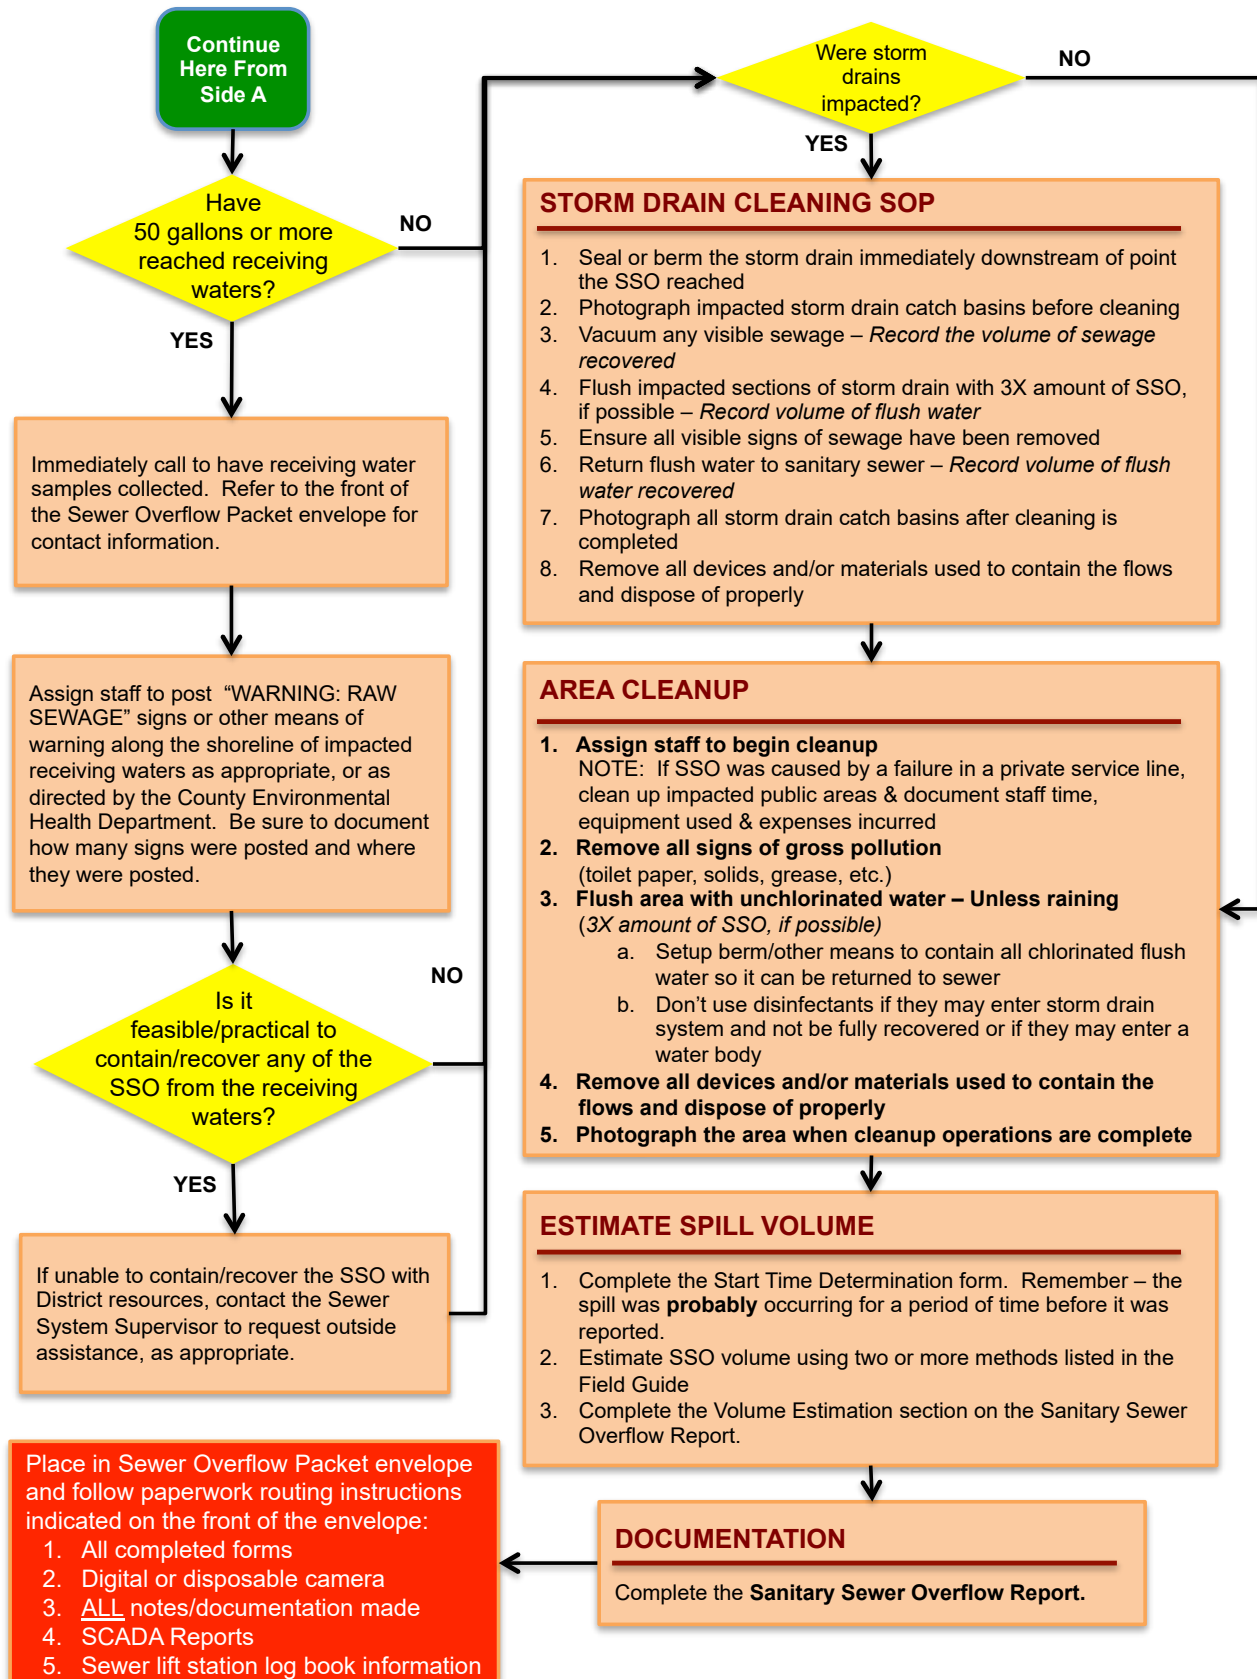 Continue
Here From
Side A
Have
50 gallons or more
reached receiving
waters?
NO
YES
Immediately call to have receiving water
samples collected.  Refer to the front of
the Sewer Overflow Packet envelope for
contact information.
Assign staff to post  “WARNING: RAW
SEWAGE” signs or other means of
warning along the shoreline of impacted
receiving waters as appropriate, or as
directed by the County Environmental
Health Department.  Be sure to document
how many signs were posted and where
they were posted.
Is it
feasible/practical to
contain/recover any of the
SSO from the receiving
waters?
NO
YES
If unable to contain/recover the SSO with
District resources, contact the Sewer
System Supervisor to request outside
assistance, as appropriate.
Were storm
drains
impacted?
NO
YES
STORM DRAIN CLEANING SOP
1. Seal or berm the storm drain immediately downstream of point
the SSO reached
2. Photograph impacted storm drain catch basins before cleaning
3. Vacuum any visible sewage – Record the volume of sewage
recovered
4. Flush impacted sections of storm drain with 3X amount of SSO,
if possible – Record volume of flush water
5. Ensure all visible signs of sewage have been removed
6. Return flush water to sanitary sewer – Record volume of flush
water recovered
7. Photograph all storm drain catch basins after cleaning is
completed
8. Remove all devices and/or materials used to contain the flows
and dispose of properly
AREA CLEANUP
1. Assign staff to begin cleanup
NOTE:  If SSO was caused by a failure in a private service line,
clean up impacted public areas & document staff time,
equipment used & expenses incurred
2. Remove all signs of gross pollution
(toilet paper, solids, grease, etc.)
3. Flush area with unchlorinated water – Unless raining
(3X amount of SSO, if possible)
a. Setup berm/other means to contain all chlorinated flush
water so it can be returned to sewer
b. Don’t use disinfectants if they may enter storm drain
system and not be fully recovered or if they may enter a
water body
4. Remove all devices and/or materials used to contain the
flows and dispose of properly
5. Photograph the area when cleanup operations are complete
ESTIMATE SPILL VOLUME
1. Complete the Start Time Determination form.  Remember – the
spill was probably occurring for a period of time before it was
reported.
2. Estimate SSO volume using two or more methods listed in the
Field Guide
3. Complete the Volume Estimation section on the Sanitary Sewer
Overflow Report.
DOCUMENTATION
Complete the Sanitary Sewer Overflow Report.
Place in Sewer Overflow Packet envelope
and follow paperwork routing instructions
indicated on the front of the envelope:
1. All completed forms
2. Digital or disposable camera
3. ALL notes/documentation made
4. SCADA Reports
5. Sewer lift station log book information